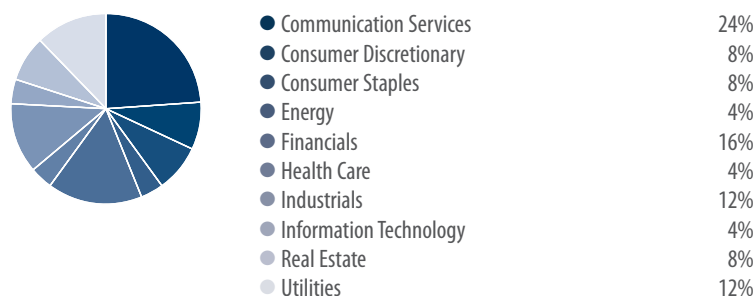 Communication Services 24%
Consumer Discretionary 8%
Consumer Staples 8%
Energy 4%
Financials 16%
Health Care 4%
Industrials 12%
Information Technology 4%
Real Estate 8%
Utilities 12%